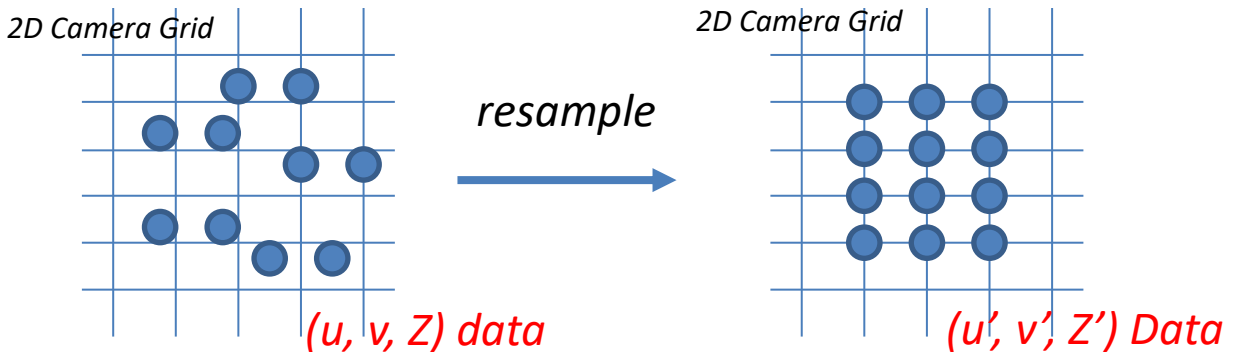 2D Camera Grid
2D Camera Grid
resample
(u, v, Z) data
(u’, v’, Z’) Data